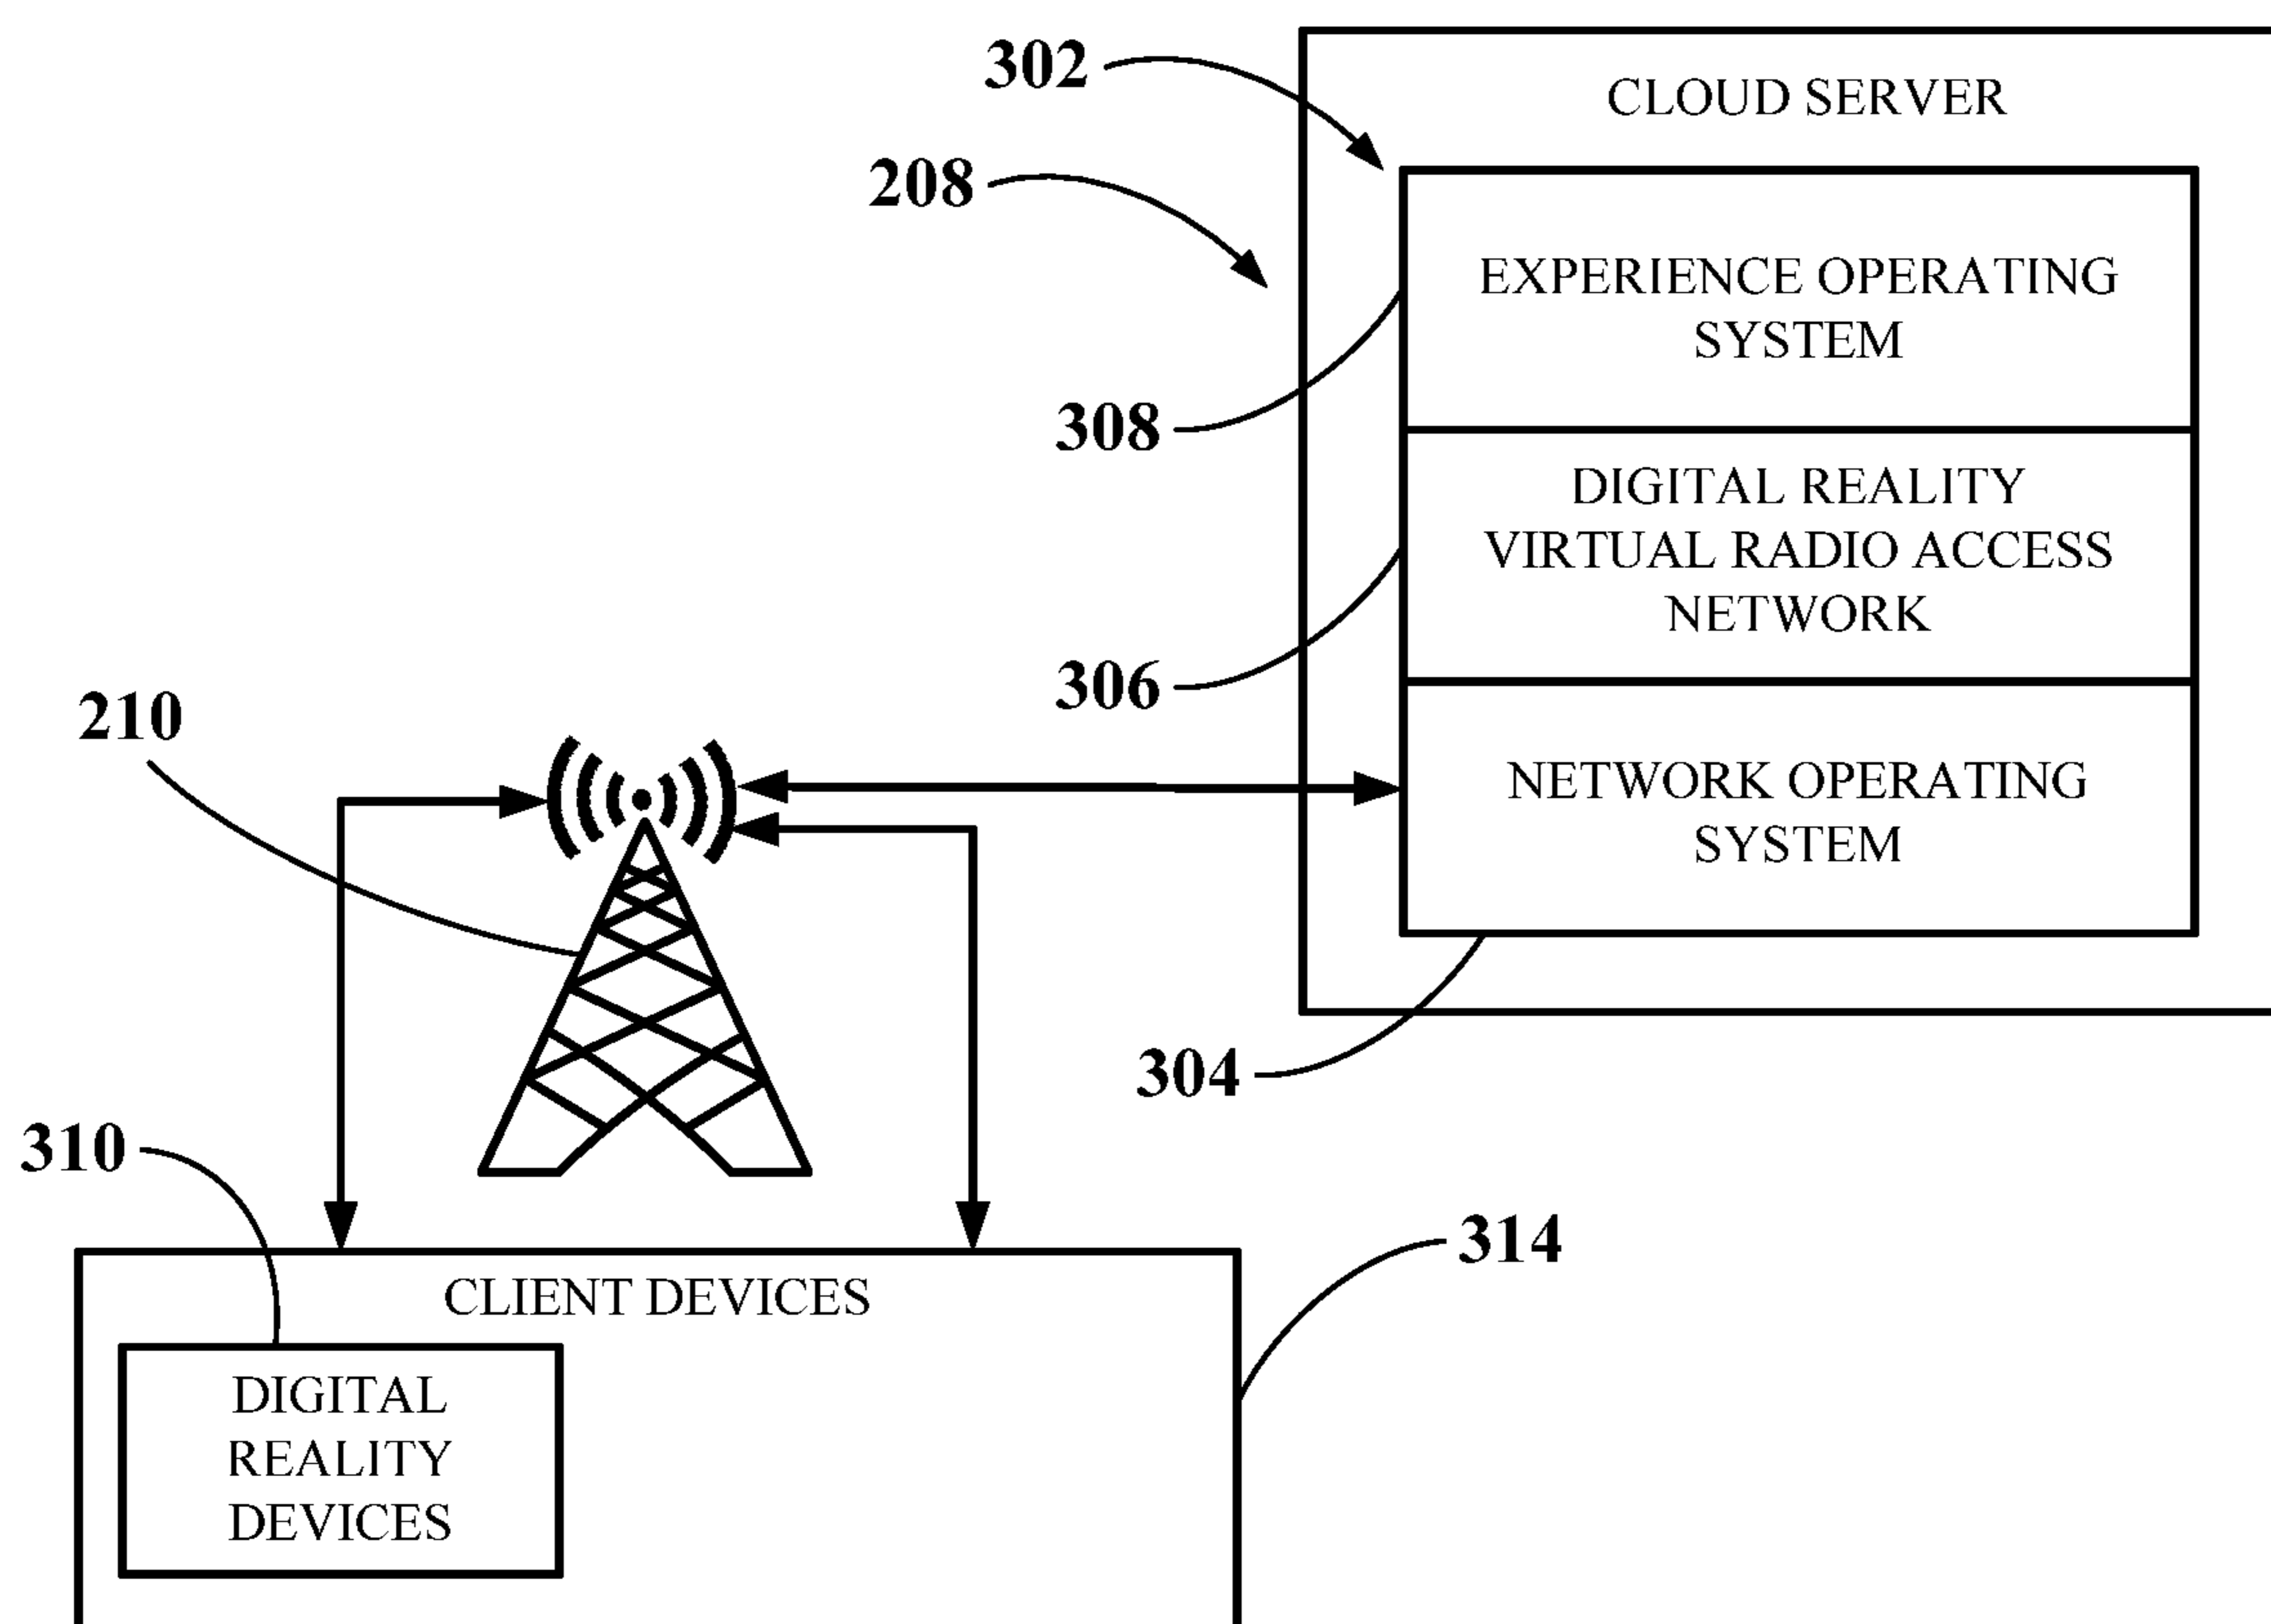 302
CLOUD SERVER
208
EXPERIENCE OPERATING
SYSTEM
308
DIGITAL REALITY
VIRTUAL RADIO ACCESS
NETWORK
306
210
NETWORK OPERATING
SYSTEM
304
310
314
CLIENT DEVICES
DIGITAL
REALITY
DEVICES